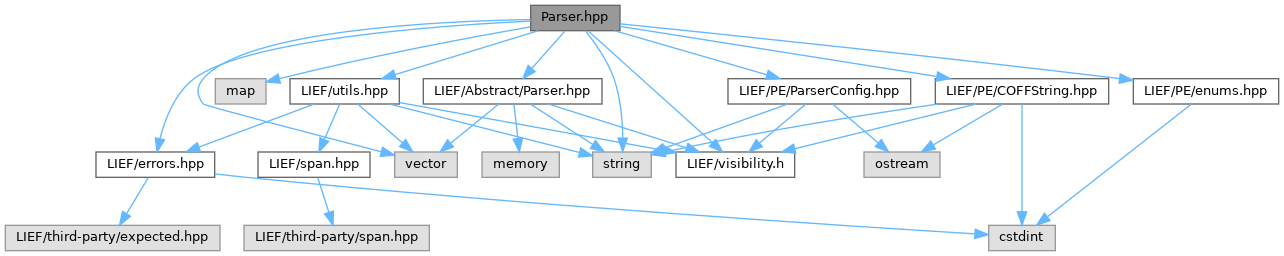 Parser.hpp
map
LIEF/utils.hpp
LIEF/Abstract/Parser.hpp
LIEF/PE/ParserConfig.hpp
LIEF/PE/COFFString.hpp
LIEF/PE/enums.hpp
LIEF/errors.hpp
LIEF/span.hpp
vector
memory
string
LIEF/visibility.h
ostream
LIEF/third-party/expected.hpp
LIEF/third-party/span.hpp
cstdint